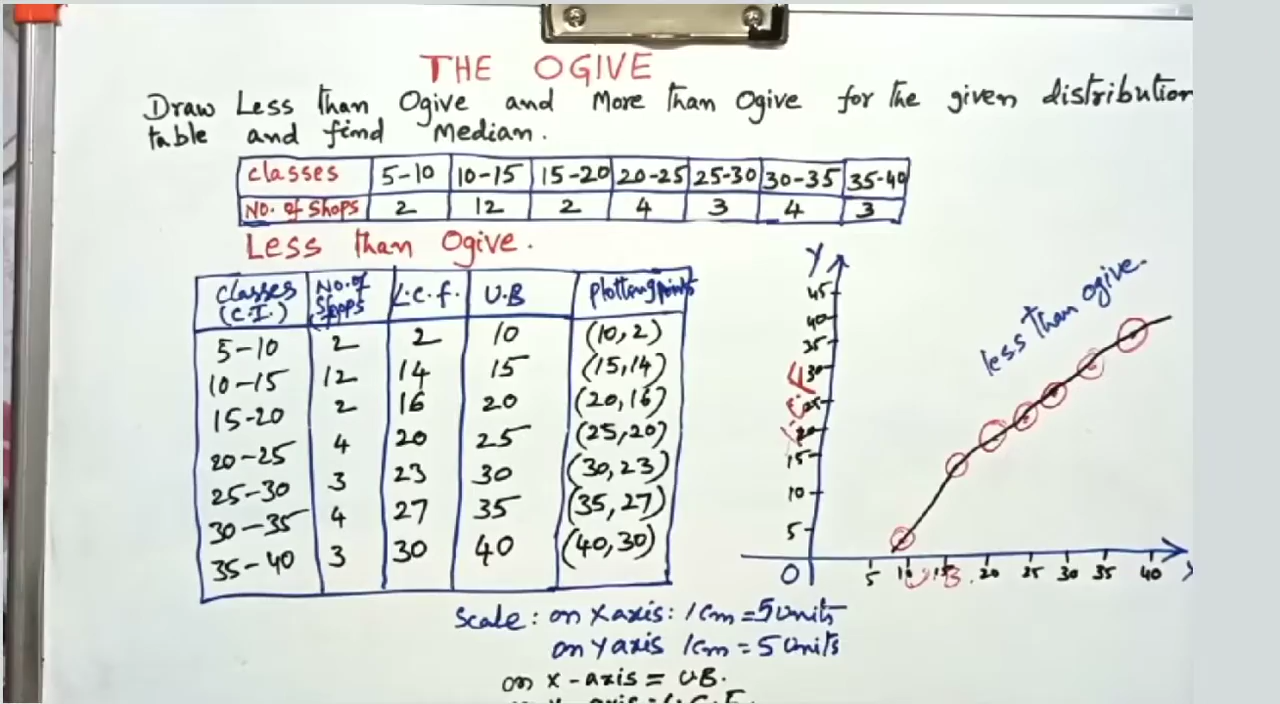 THE OGIVE
Draw Less than Ogive and More than Ogive for the given distribution
table and find Median.
Classes 5-10 10-15 15-20 20-25 25-30 30-35 35-40
No. of Shops 2 12 2 4 3 4 3
Less than Ogive.
Classes (C.I.) No. of Shops L.c.f. U.B
5-10 2 2 10 (10,2)
10-15 12 14 15 (15,14)
15-20 2 16 20 (20,16)
20-25 4 20 25 (25,20)
25-30 3 23 30 (30,23)
30-35 4 27 35 (35,27)
35-40 3 30 40 (40,30)
Y
less than ogive.
45
40
35
30
25
20
15
10
5
O 5 10 15 20 25 30 35 40
U.B.
Scale: on x axis: 1cm = 5 units
on y axis 1cm = 5 units
on x-axis = UB.